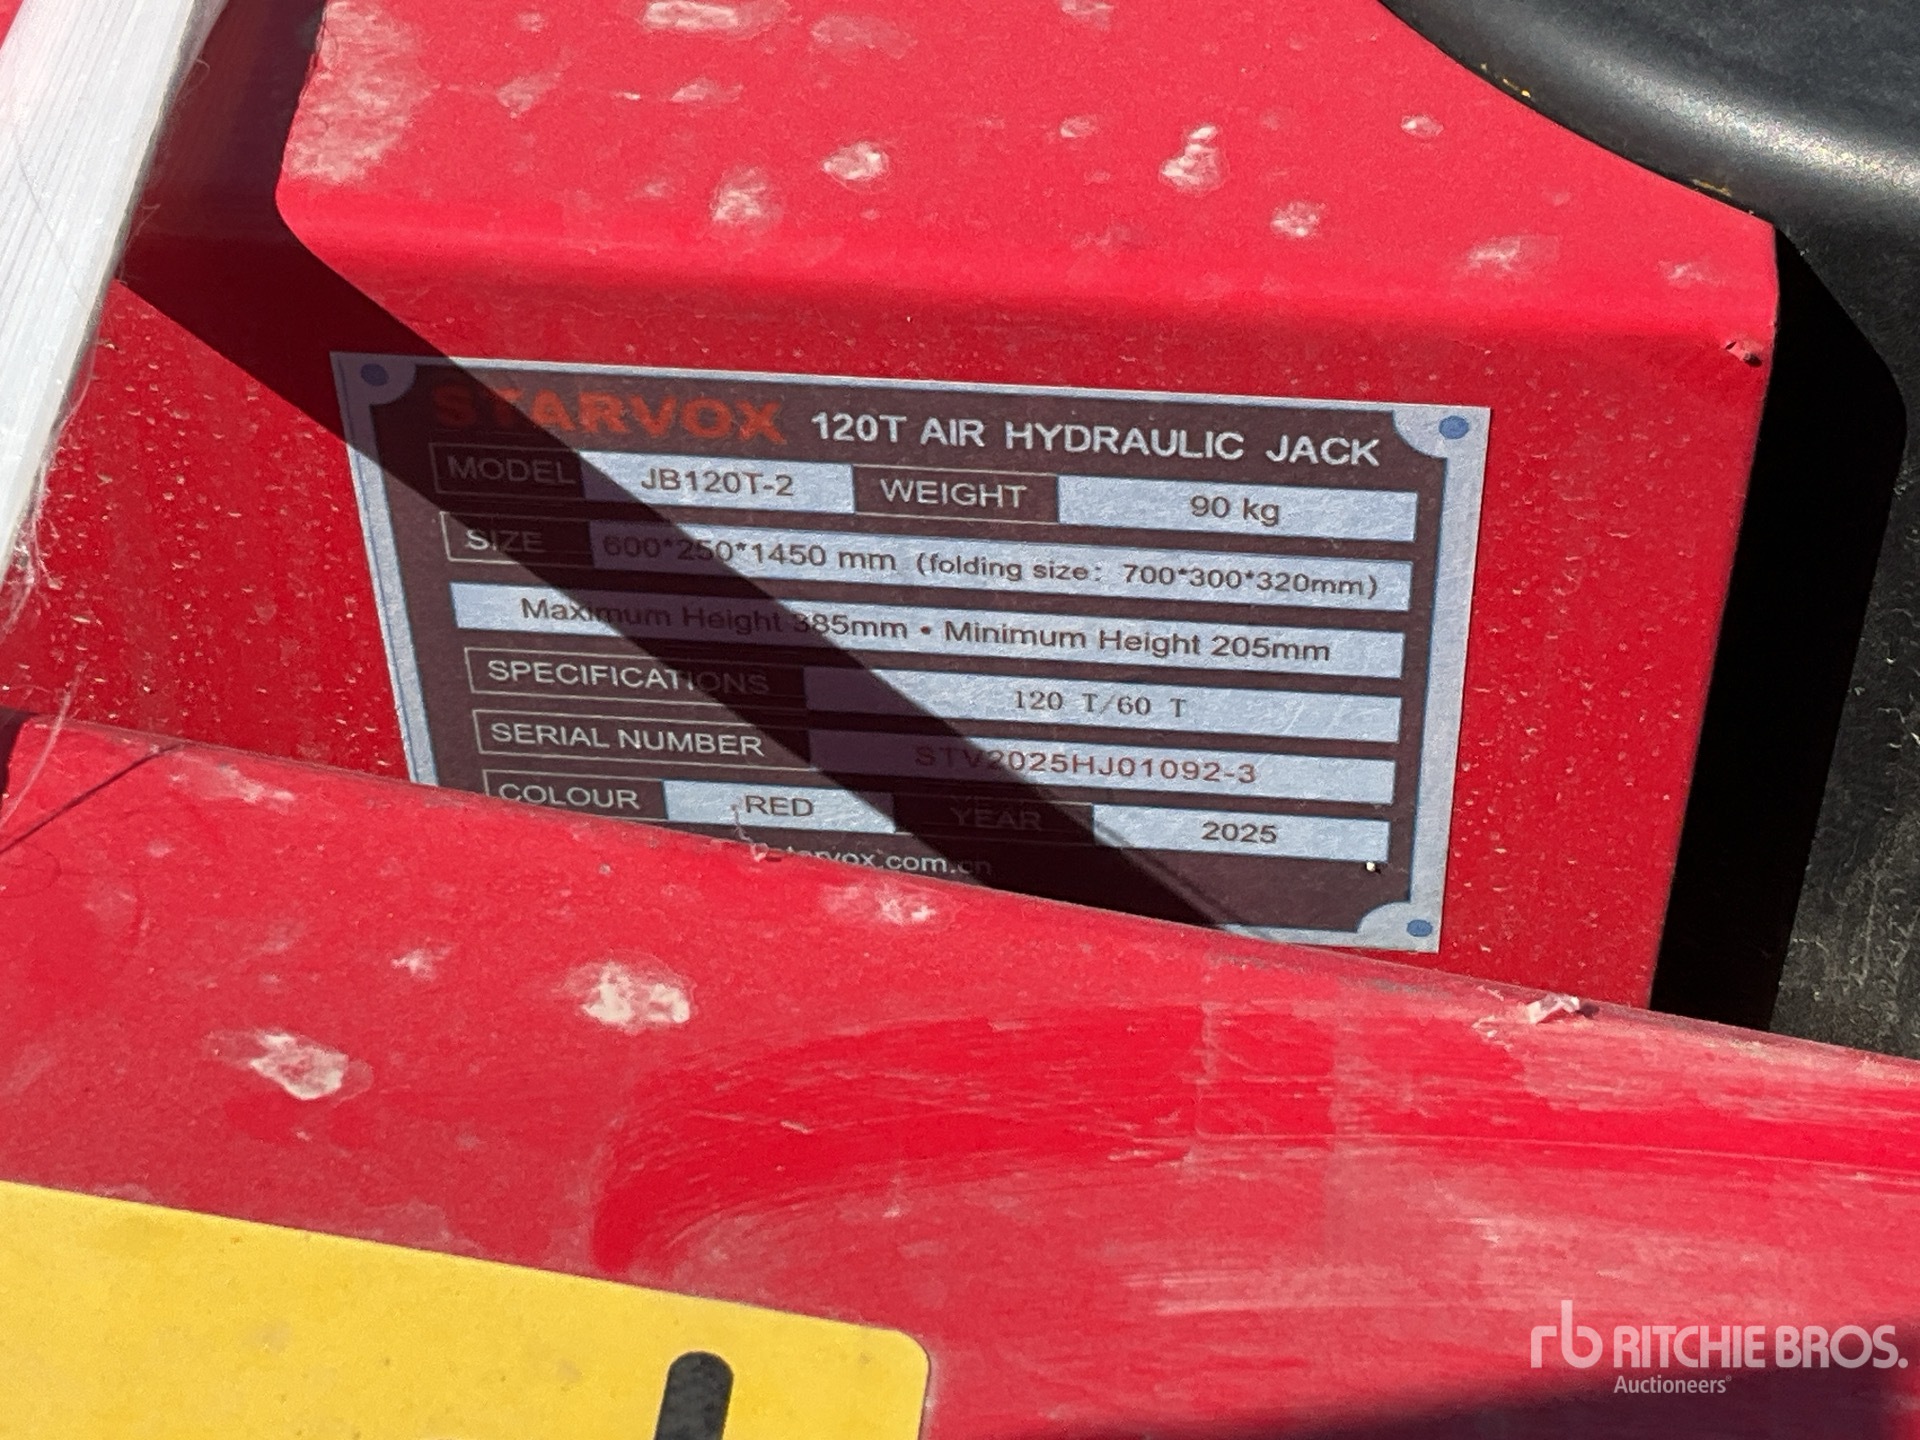 STARVOX 120T AIR HYDRAULIC JACK
MODEL JB120T-2 WEIGHT 90 kg
SIZE 600*250*1450 mm (folding size: 700*300*320mm)
Maximum Height 385mm • Minimum Height 205mm
SPECIFICATIONS 120 T/60 T
SERIAL NUMBER STV2025HJ01092-3
COLOUR RED YEAR 2025
rvox.com.cn
rb RITCHIE BROS.
Auctioneers